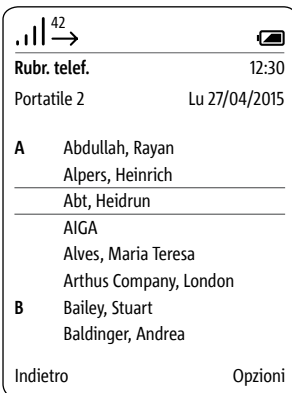 42
Rubr. telef. 12:30
Portatile 2 Lu 27/04/2015
A Abdullah, Rayan
Alpers, Heinrich
Abt, Heidrun
AIGA
Alves, Maria Teresa
Arthus Company, London
B Bailey, Stuart
Baldinger, Andrea
Indietro Opzioni